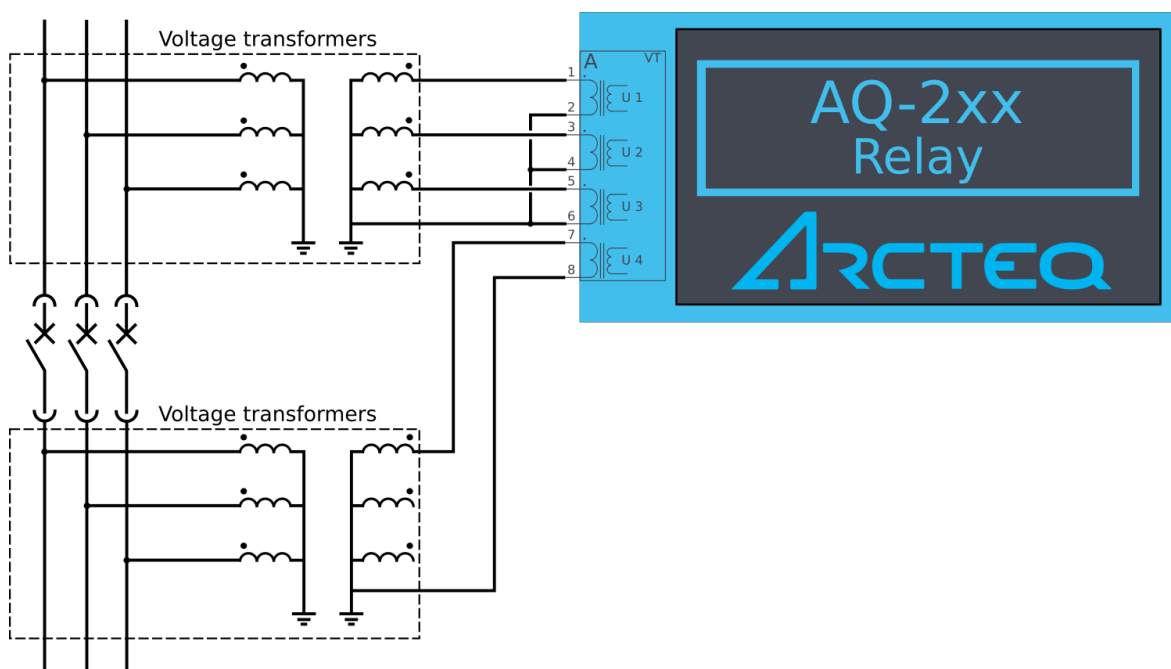 Voltage transformers
A
VT
1
U 1
2
3
U 2
4
5
U 3
6
7
U 4
8
AQ-2xx
Relay
ARCTEQ
Voltage transformers